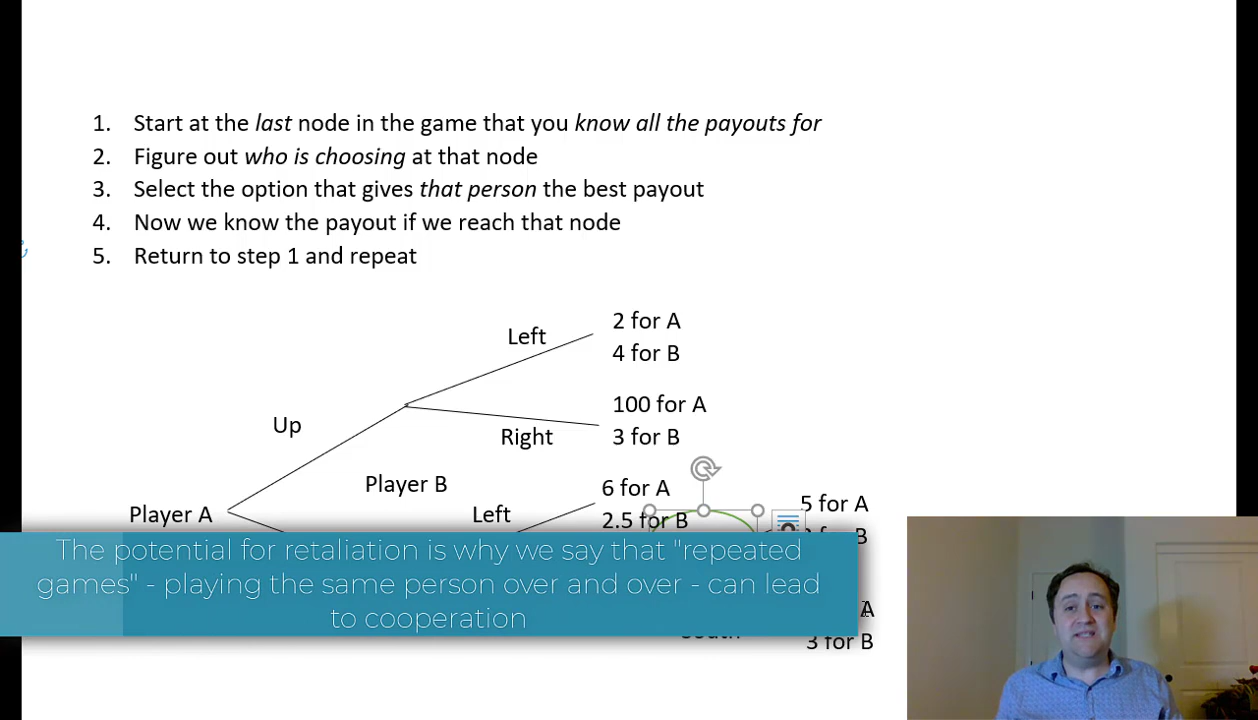 1. Start at the last node in the game that you know all the payouts for
2. Figure out who is choosing at that node
3. Select the option that gives that person the best payout
4. Now we know the payout if we reach that node
5. Return to step 1 and repeat
Left
2 for A
4 for B
Up
100 for A
Right
3 for B
Player B
6 for A
Player A
Left
2.5 for B
5 for A
B
The potential for retaliation is why we say that "repeated
games" - playing the same person over and over - can lead
to cooperation
A
3 for B